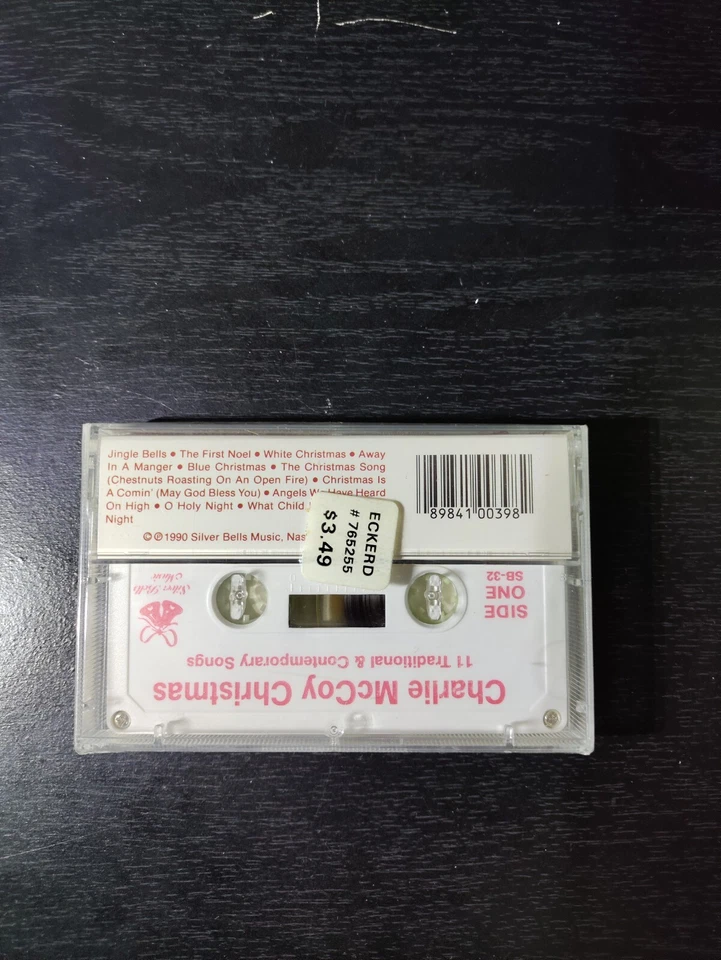 Jingle Bells • The First Noel • White Christmas • Away
In A Manger • Blue Christmas • The Christmas Song
(Chestnuts Roasting On An Open Fire) • Christmas Is
A Comin' (May God Bless You) • Angels We Have Heard
On High • O Holy Night • What Child
Night
©℗1990 Silver Bells Music,
89841 00398
ECKERD
# 765255
$3.49
SIDE
ONE
SB-32
Silver Bells
Music
11 Traditional & Contemporary Songs
Charlie McCoy Christmas